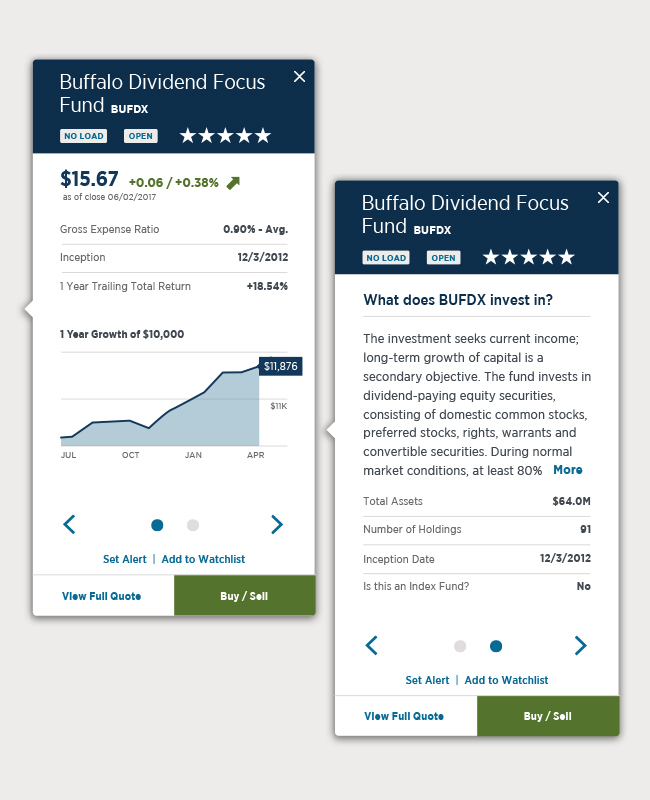 Buffalo Dividend Focus
Fund BUFDX
NO LOAD OPEN
$15.67 +0.06 / +0.38%
as of close 06/02/2017
Gross Expense Ratio 0.90% - Avg.
Inception 12/3/2012
1 Year Trailing Total Return +18.54%
1 Year Growth of $10,000
$11,876
$11K
JUL OCT JAN APR
Set Alert | Add to Watchlist
View Full Quote Buy / Sell
Buffalo Dividend Focus
Fund BUFDX
NO LOAD OPEN
What does BUFDX invest in?
The investment seeks current income;
long-term growth of capital is a
secondary objective. The fund invests in
dividend-paying equity securities,
consisting of domestic common stocks,
preferred stocks, rights, warrants and
convertible securities. During normal
market conditions, at least 80% More
Total Assets $64.0M
Number of Holdings 91
Inception Date 12/3/2012
Is this an Index Fund? No
Set Alert | Add to Watchlist
View Full Quote Buy / Sell